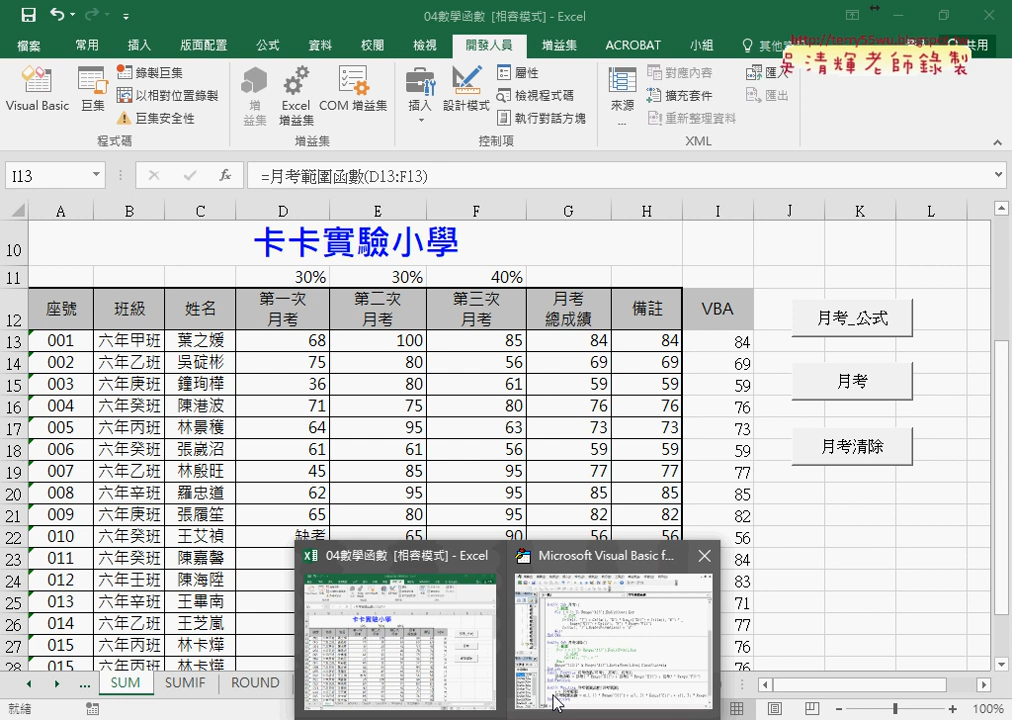 04數學函數 [相容模式] - Excel
檔案 常用 插入 版面配置 公式 資料 校閱 檢視 開發人員 增益集 ACROBAT 小組 其他 共用
吳清輝老師錄製
Visual Basic 巨集 錄製巨集 以相對位置錄製 巨集安全性 程式碼
增益集 Excel 增益集 COM 增益集 增益集
插入 設計模式 屬性 檢視程式碼 執行對話方塊 控制項
來源... 對應內容 擴充套件 重新整理資料 匯出 XML
I13 fx =月考範圍函數(D13:F13)
A B C D E F G H I J K L
10 卡卡實驗小學
11 30% 30% 40%
12 座號 班級 姓名 第一次月考 第二次月考 第三次月考 月考總成績 備註 VBA
13 001 六年甲班 葉之媛 68 100 85 84 84 84
14 002 六年乙班 吳碇彬 75 80 56 69 69 69
15 003 六年庚班 鐘珣樺 36 80 61 59 59 59
16 004 六年癸班 陳港波 71 75 80 76 76 76
17 005 六年丙班 林景穫 64 95 63 73 73 73
18 006 六年癸班 張崴沼 61 61 56 59 59 59
19 007 六年乙班 林殷旺 45 85 95 77 77 77
20 008 六年辛班 羅忠道 62 95 95 85 85 85
21 009 六年庚班 張履笙 65 80 95 82 82 82
22 010 六年癸班 王艾禎 缺考 65 90 56 56 56
23 011 六年癸班 陳嘉馨 84
24 012 六年壬班 陳海陞 83
25 013 六年辛班 王畢南 71
26 014 六年乙班 王芝嵐 76
27 015 六年丙班 林卡燁 76
28 015 六年丙班 林卡燁 76
月考_公式
月考
月考清除
04數學函數 [相容模式] - Excel
Microsoft Visual Basic f...
... SUM SUMIF ROUND
就緒 100%